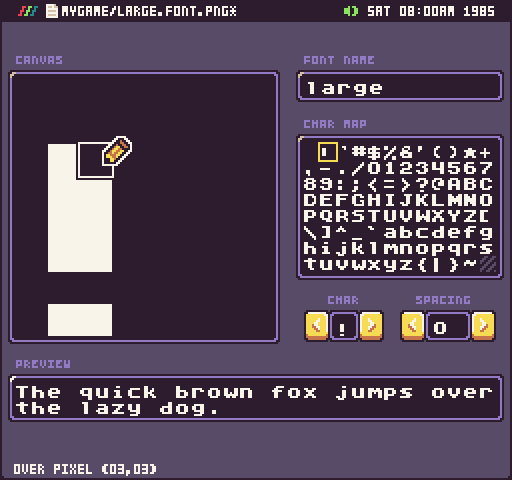 MYGAME/LARGE.FONT.PNG* SAT 08:00AM 1985
CANVAS
FONT NAME
large
CHAR MAP
!"#$%&'()*+
,-./01234567
89:;<=>?@ABC
DEFGHIJKLMNO
PQRSTUVWXYZ[
\]^_`abcdefg
hijklmnopqrs
tuvwxyz{|}~
CHAR SPACING
< ! > < 0 >
PREVIEW
The quick brown fox jumps over
the lazy dog.
OVER PIXEL (03,03)